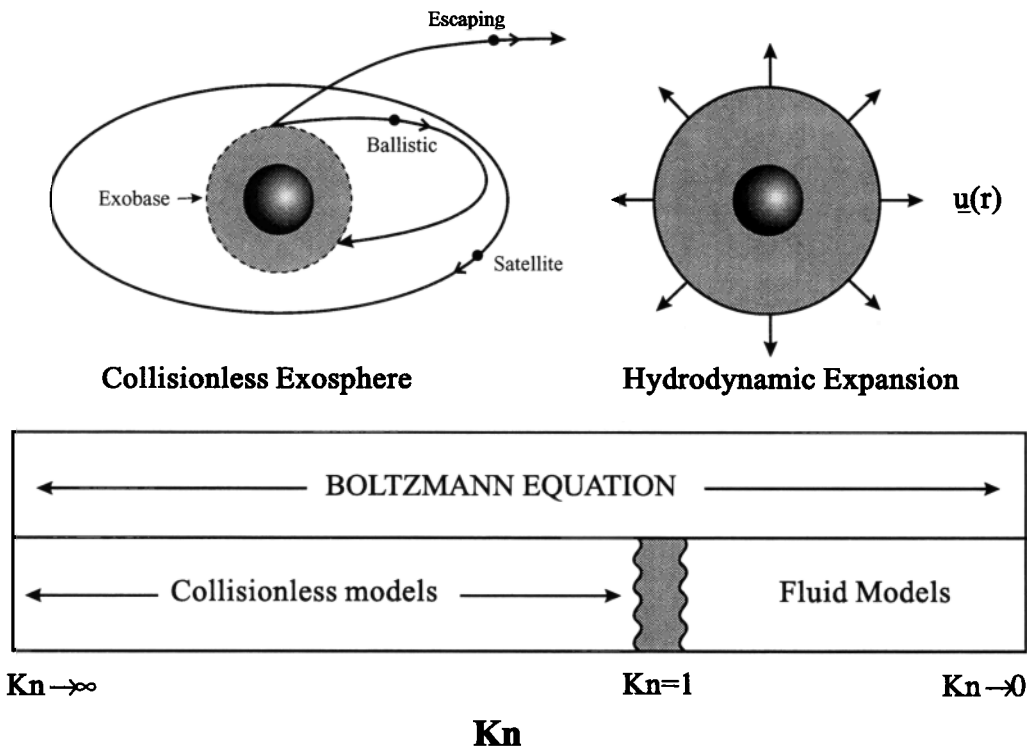 Escaping
Ballistic
Exobase
Satellite
u(r)
Collisionless Exosphere
Hydrodynamic Expansion
BOLTZMANN EQUATION
Collisionless models
Fluid Models
Kn→∞
Kn=1
Kn→0
Kn